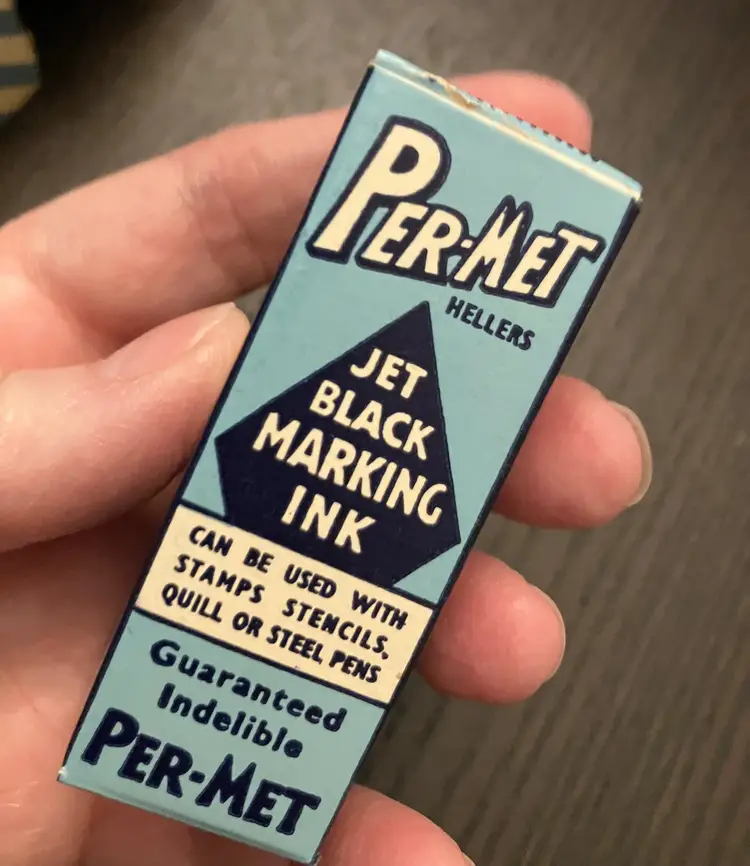 PER-MET
HELLERS
JET
BLACK
MARKING
INK
CAN BE USED WITH
STAMPS STENCILS,
QUILL OR STEEL PENS
Guaranteed
Indelible
PER-MET